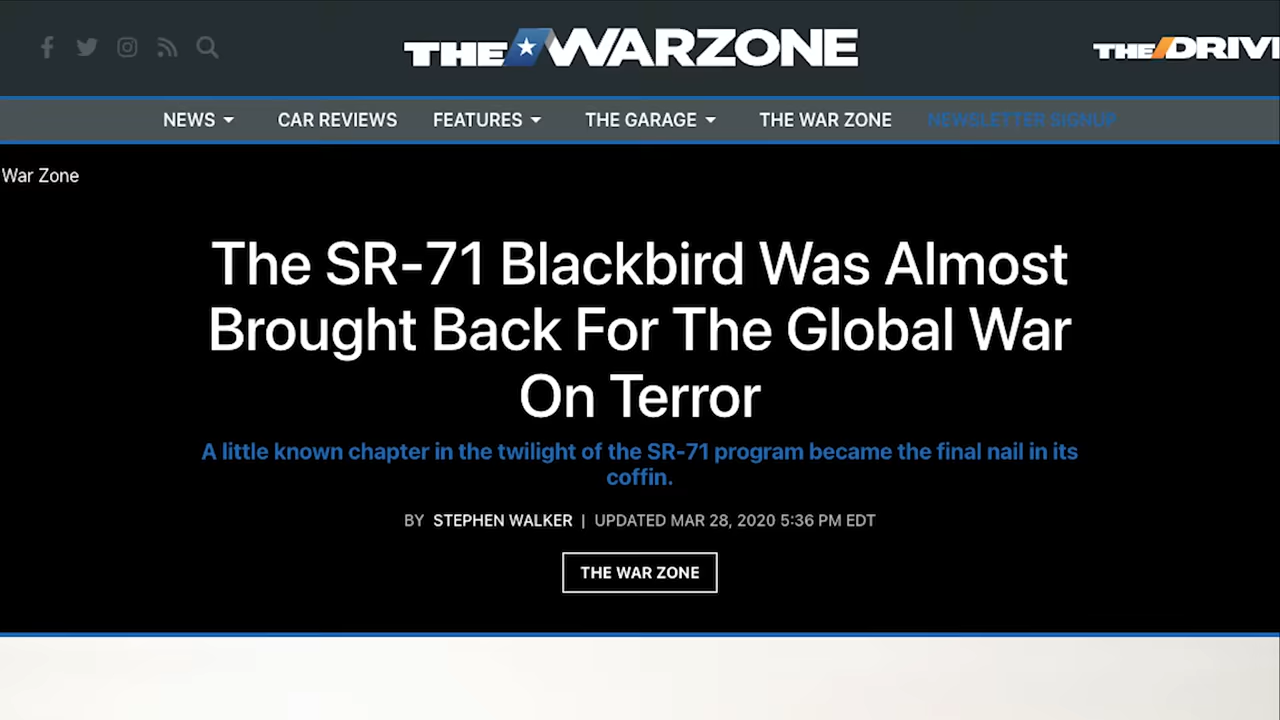 THE WARZONE
THE DRIV
NEWS
CAR REVIEWS
FEATURES
THE GARAGE
THE WAR ZONE
NEWSLETTER SIGNUP
War Zone
The SR-71 Blackbird Was Almost
Brought Back For The Global War
On Terror
A little known chapter in the twilight of the SR-71 program became the final nail in its
coffin.
BY STEPHEN WALKER | UPDATED MAR 28, 2020 5:36 PM EDT
THE WAR ZONE